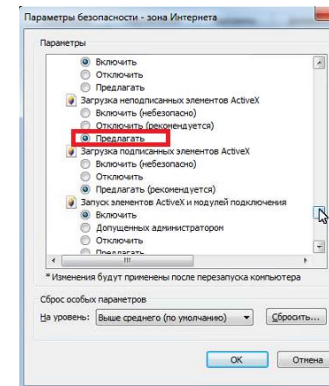 Параметры безопасности - зона Интернета
Параметры
Включить
Отключить
Предлагать
Загрузка неподписанных элементов ActiveX
Включить (небезопасно)
Отключить (рекомендуется)
Предлагать
Загрузка подписанных элементов ActiveX
Включить (небезопасно)
Отключить
Предлагать (рекомендуется)
Запуск элементов ActiveX и модулей подключения
Включить
Допущенных администратором
Отключить
Предлагать
* Изменения будут применены после перезапуска компьютера
Сброс особых параметров
На уровень: Выше среднего (по умолчанию) Сбросить...
ОК Отмена